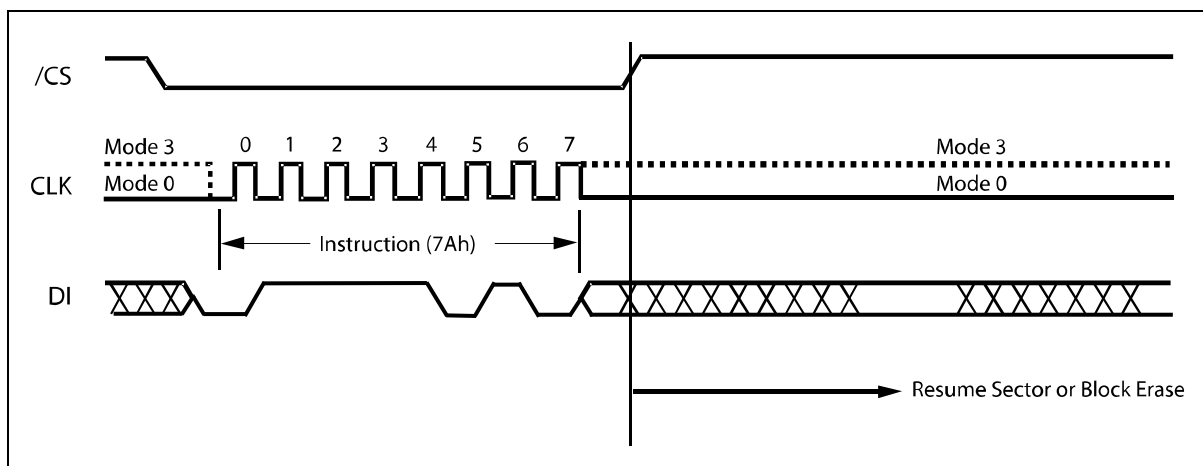 /CS
Mode 3
0 1 2 3 4 5 6 7
Mode 3
CLK
Mode 0
Mode 0
Instruction (7Ah)
DI
Resume Sector or Block Erase